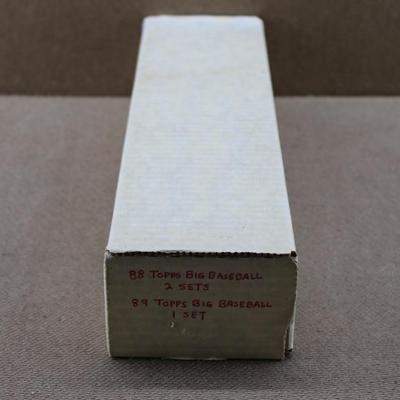 88 TOPPS BIG BASEBALL
2 SETS
89 TOPPS BIG BASEBALL
1 SET